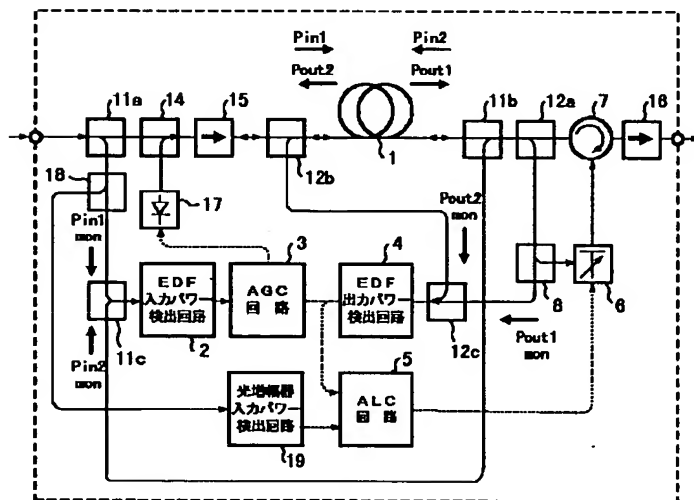 Pin1
Pin2
Pout2
Pout1
11a
14
15
12b
1
11b
12a
7
16
18
17
Pin1
mon
Pout2
mon
3
4
EDF
入力パワー
検出回路
2
AGC
回路
EDF
出力パワー
検出回路
12c
8
6
11c
Pin2
mon
Pout1
mon
5
光増幅器
入力パワー
検出回路
19
ALC
回路